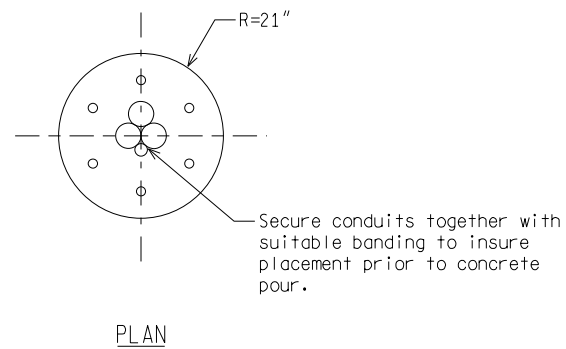 R=21"
Secure conduits together with
suitable banding to insure
placement prior to concrete
pour.
PLAN